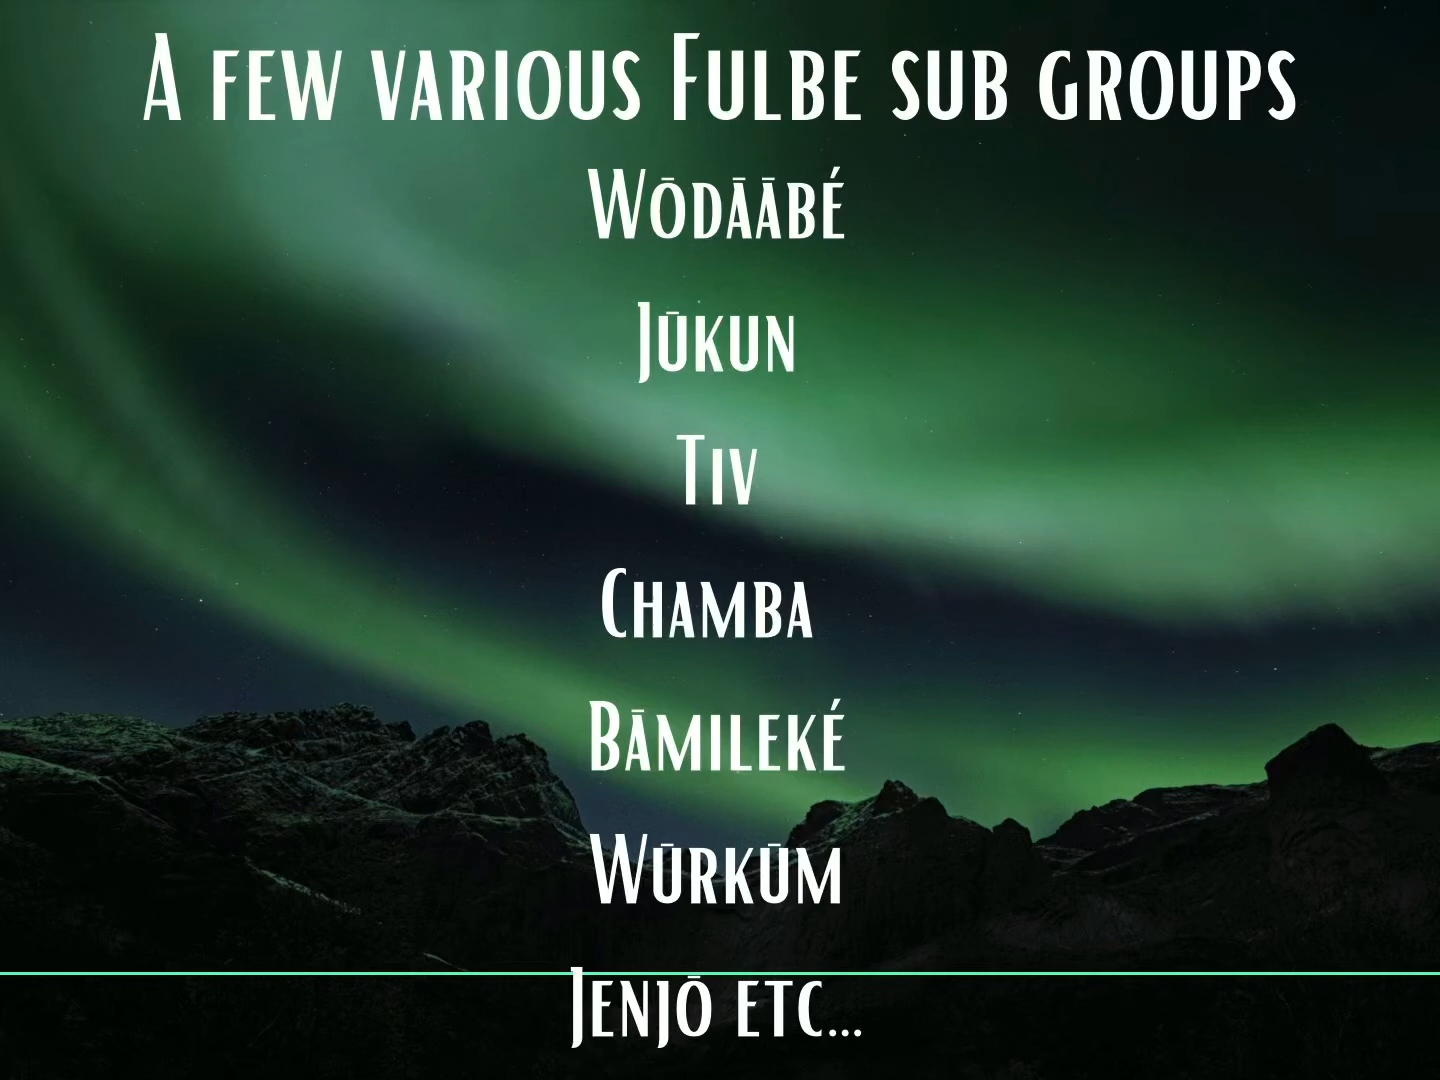 A few various Fulbe sub groups
Wōdāābé
Jūkun
Tiv
Chamba
Bāmileké
Wūrkūm
Jenjō etc...